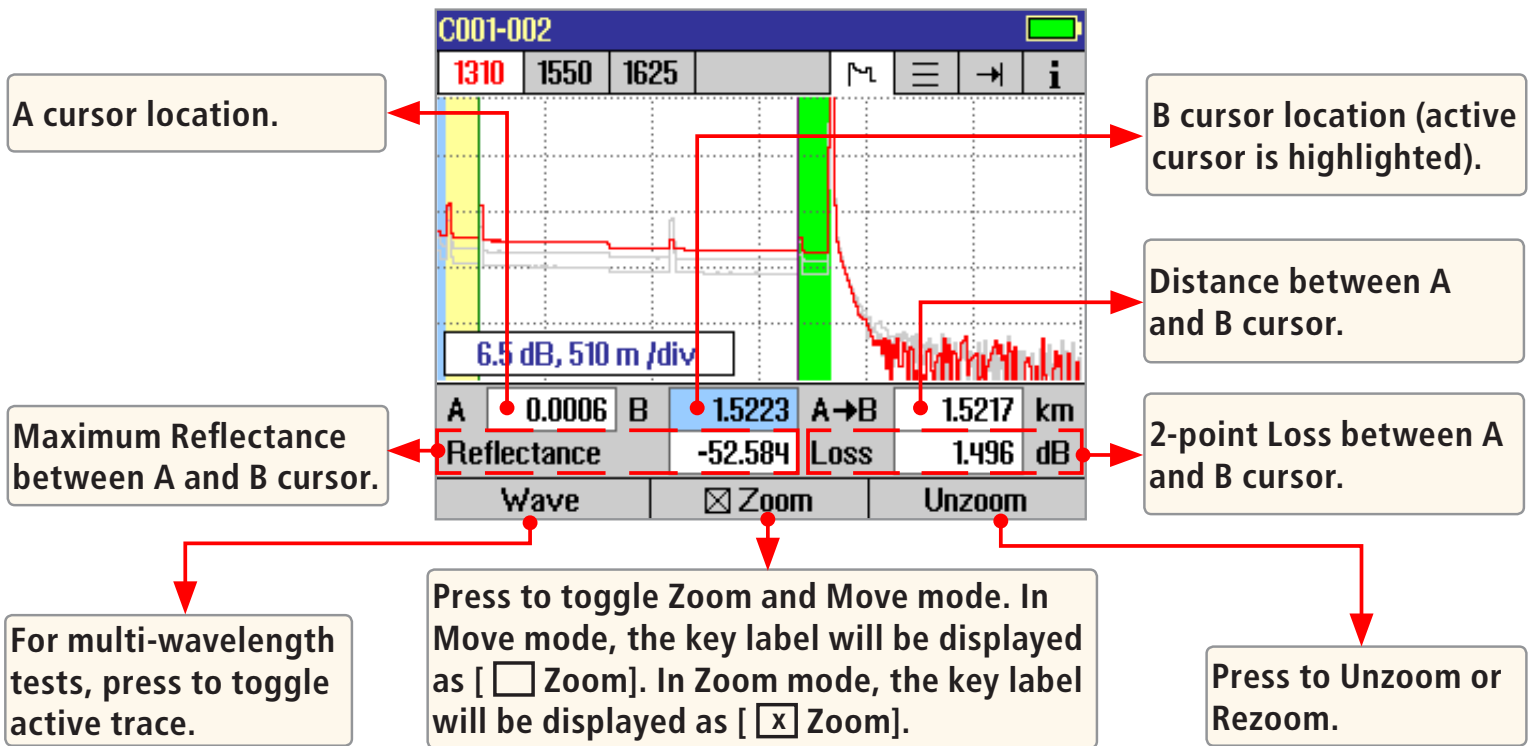 C001-002
1310 1550 1625 i
A cursor location.
B cursor location (active
cursor is highlighted).
Distance between A
and B cursor.
6.5 dB, 510 m /div
A 0.0006 B 1.5223 A→B 1.5217 km
Reflectance -52.584 Loss 1.496 dB
Maximum Reflectance
between A and B cursor.
2-point Loss between A
and B cursor.
Wave ☒ Zoom Unzoom
For multi-wavelength
tests, press to toggle
active trace.
Press to toggle Zoom and Move mode. In
Move mode, the key label will be displayed
as [ ☐ Zoom]. In Zoom mode, the key label
will be displayed as [ x Zoom].
Press to Unzoom or
Rezoom.